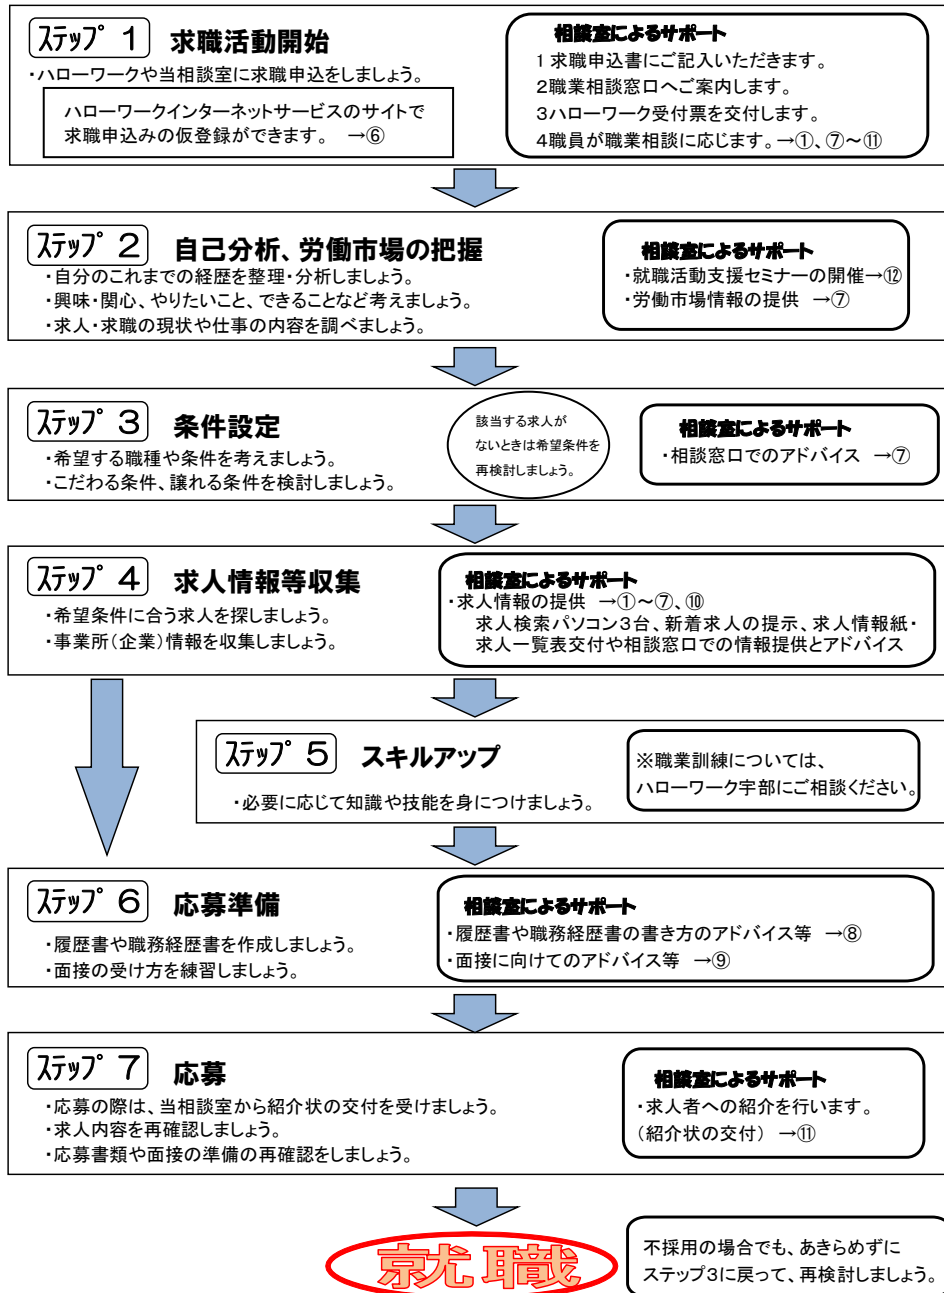 ステップ 1 求職活動開始
・ハローワークや当相談室に求職申込をしましょう。
ハローワークインターネットサービスのサイトで
求職申込みの仮登録ができます。 →⑥
相談室によるサポート
1 求職申込書にご記入いただきます。
2職業相談窓口へご案内します。
3ハローワーク受付票を交付します。
4職員が職業相談に応じます。→①、⑦～⑪
ステップ 2 自己分析、労働市場の把握
・自分のこれまでの経歴を整理・分析しましょう。
・興味・関心、やりたいこと、できることなど考えましょう。
・求人・求職の現状や仕事の内容を調べましょう。
相談室によるサポート
・就職活動支援セミナーの開催→⑫
・労働市場情報の提供 →⑦
ステップ 3 条件設定
・希望する職種や条件を考えましょう。
・こだわる条件、譲れる条件を検討しましょう。
該当する求人が
ないときは希望条件を
再検討しましょう。
相談室によるサポート
・相談窓口でのアドバイス →⑦
ステップ 4 求人情報等収集
・希望条件に合う求人を探しましょう。
・事業所(企業)情報を収集しましょう。
相談室によるサポート
・求人情報の提供 →①～⑦、⑩
求人検索パソコン3台、新着求人の提示、求人情報紙・
求人一覧表交付や相談窓口での情報提供とアドバイス
ステップ 5 スキルアップ
・必要に応じて知識や技能を身につけましょう。
※職業訓練については、
ハローワーク宇部にご相談ください。
ステップ 6 応募準備
・履歴書や職務経歴書を作成しましょう。
・面接の受け方を練習しましょう。
相談室によるサポート
・履歴書や職務経歴書の書き方のアドバイス等 →⑧
・面接に向けてのアドバイス等 →⑨
ステップ 7 応募
・応募の際は、当相談室から紹介状の交付を受けましょう。
・求人内容を再確認しましょう。
・応募書類や面接の準備の再確認をしましょう。
相談室によるサポート
・求人者への紹介を行います。
(紹介状の交付) →⑪
就職
不採用の場合でも、あきらめずに
ステップ3に戻って、再検討しましょう。